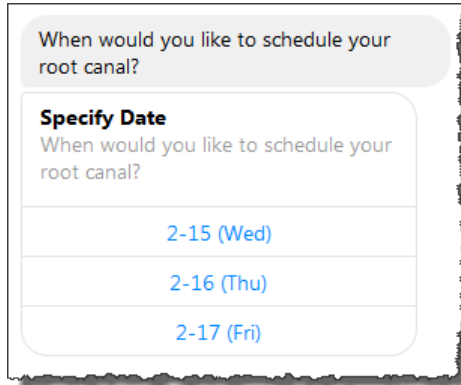 When would you like to schedule your
root canal?
Specify Date
When would you like to schedule your
root canal?
2-15 (Wed)
2-16 (Thu)
2-17 (Fri)